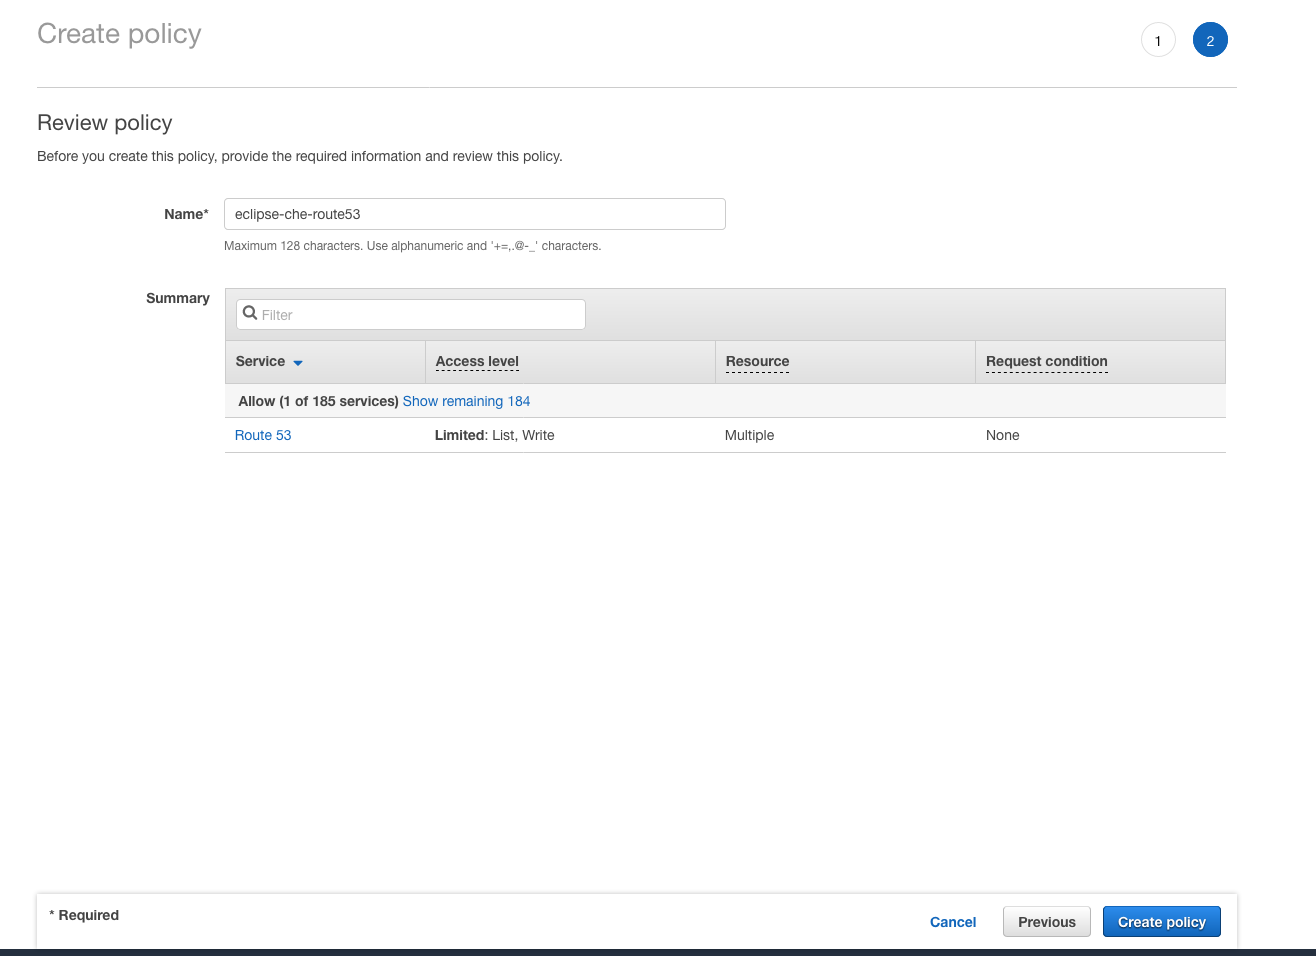 Create policy
1 2
Review policy
Before you create this policy, provide the required information and review this policy.
Name* eclipse-che-route53
Maximum 128 characters. Use alphanumeric and '+=,.@-_' characters.
Summary
Filter
Service Access level Resource Request condition
Allow (1 of 185 services) Show remaining 184
Route 53 Limited: List, Write Multiple None
* Required
Cancel Previous Create policy